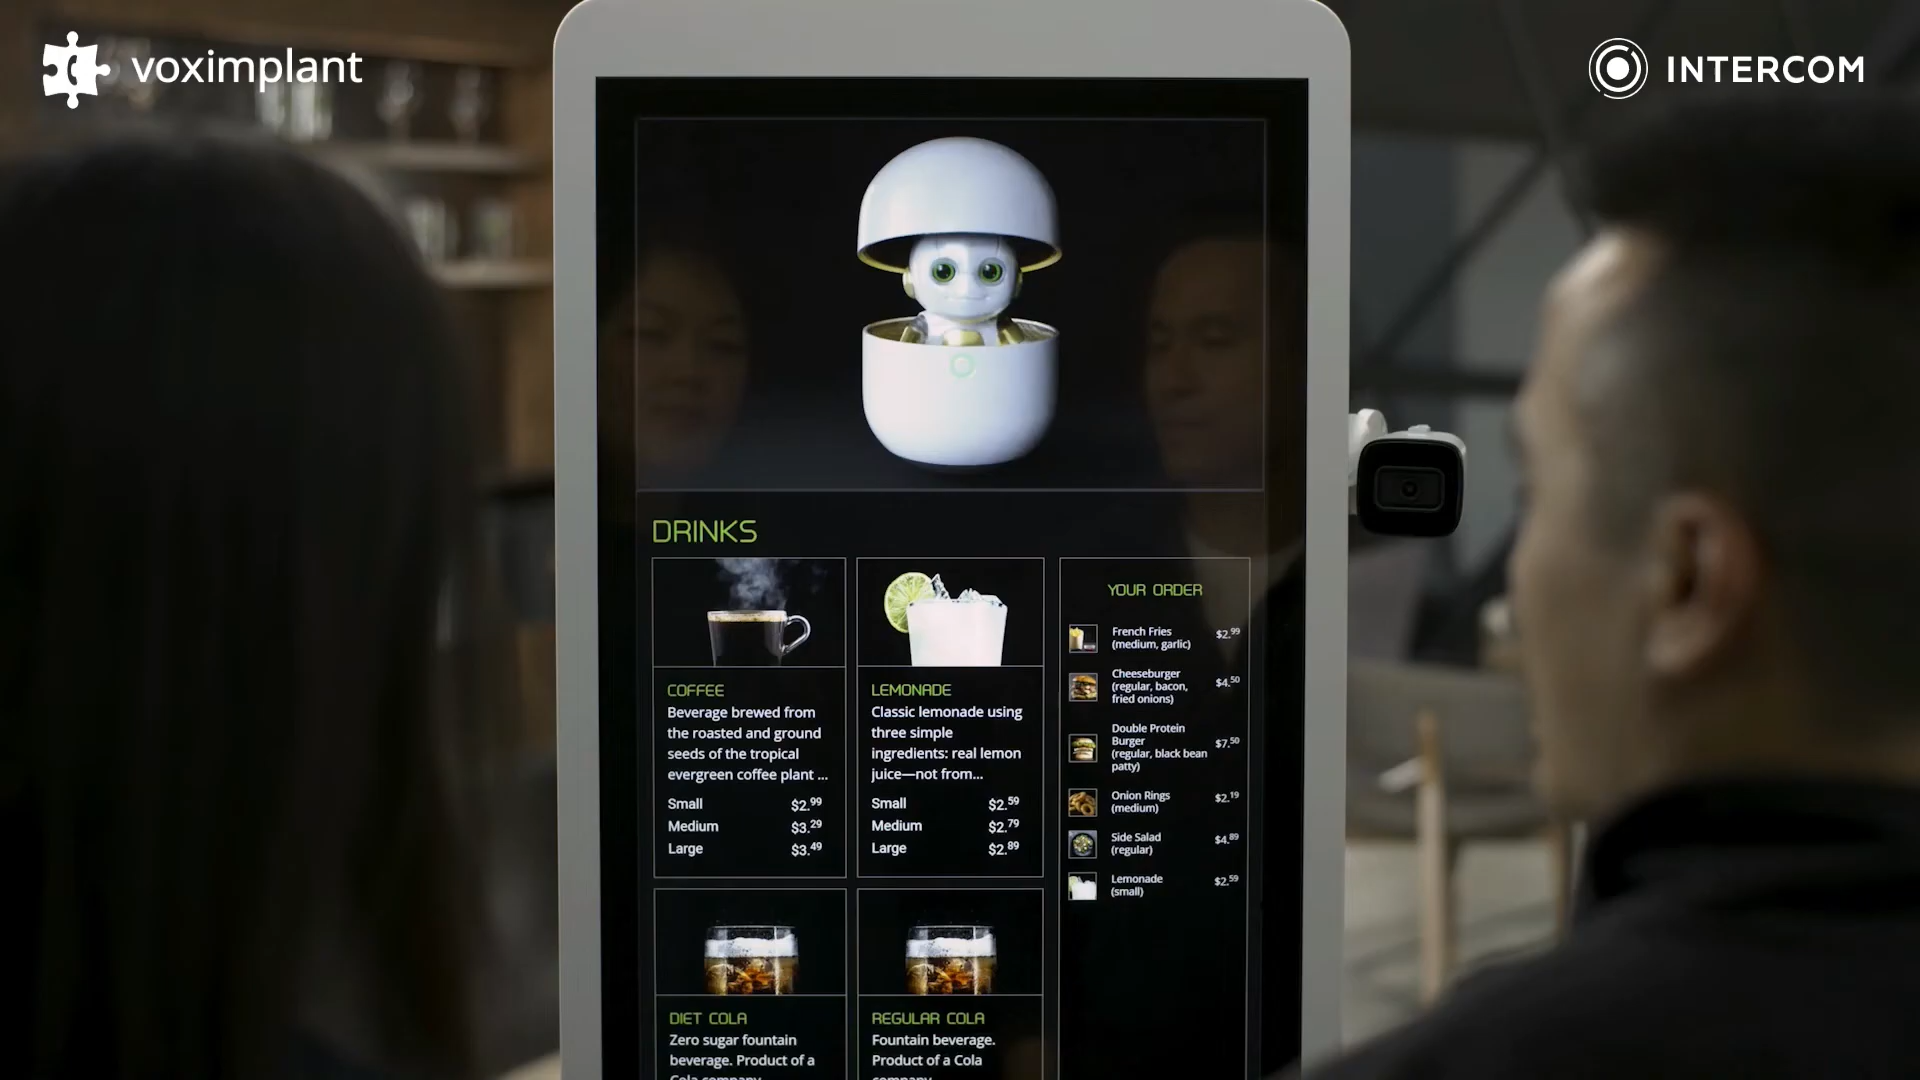 voximplant
INTERCOM
DRINKS
COFFEE
Beverage brewed from
the roasted and ground
seeds of the tropical
evergreen coffee plant ...
Small $2.99
Medium $3.29
Large $3.49
LEMONADE
Classic lemonade using
three simple
ingredients: real lemon
juice—not from...
Small $2.59
Medium $2.79
Large $2.89
YOUR ORDER
French Fries
(medium, garlic)
$2.99
Cheeseburger
(regular, bacon,
fried onions)
$4.50
Double Protein
Burger
(regular, black bean
patty)
$7.50
Onion Rings
(medium)
$2.19
Side Salad
(regular)
$4.89
Lemonade
(small)
$2.59
DIET COLA
Zero sugar fountain
beverage. Product of a
Cola company
REGULAR COLA
Fountain beverage.
Product of a Cola
company